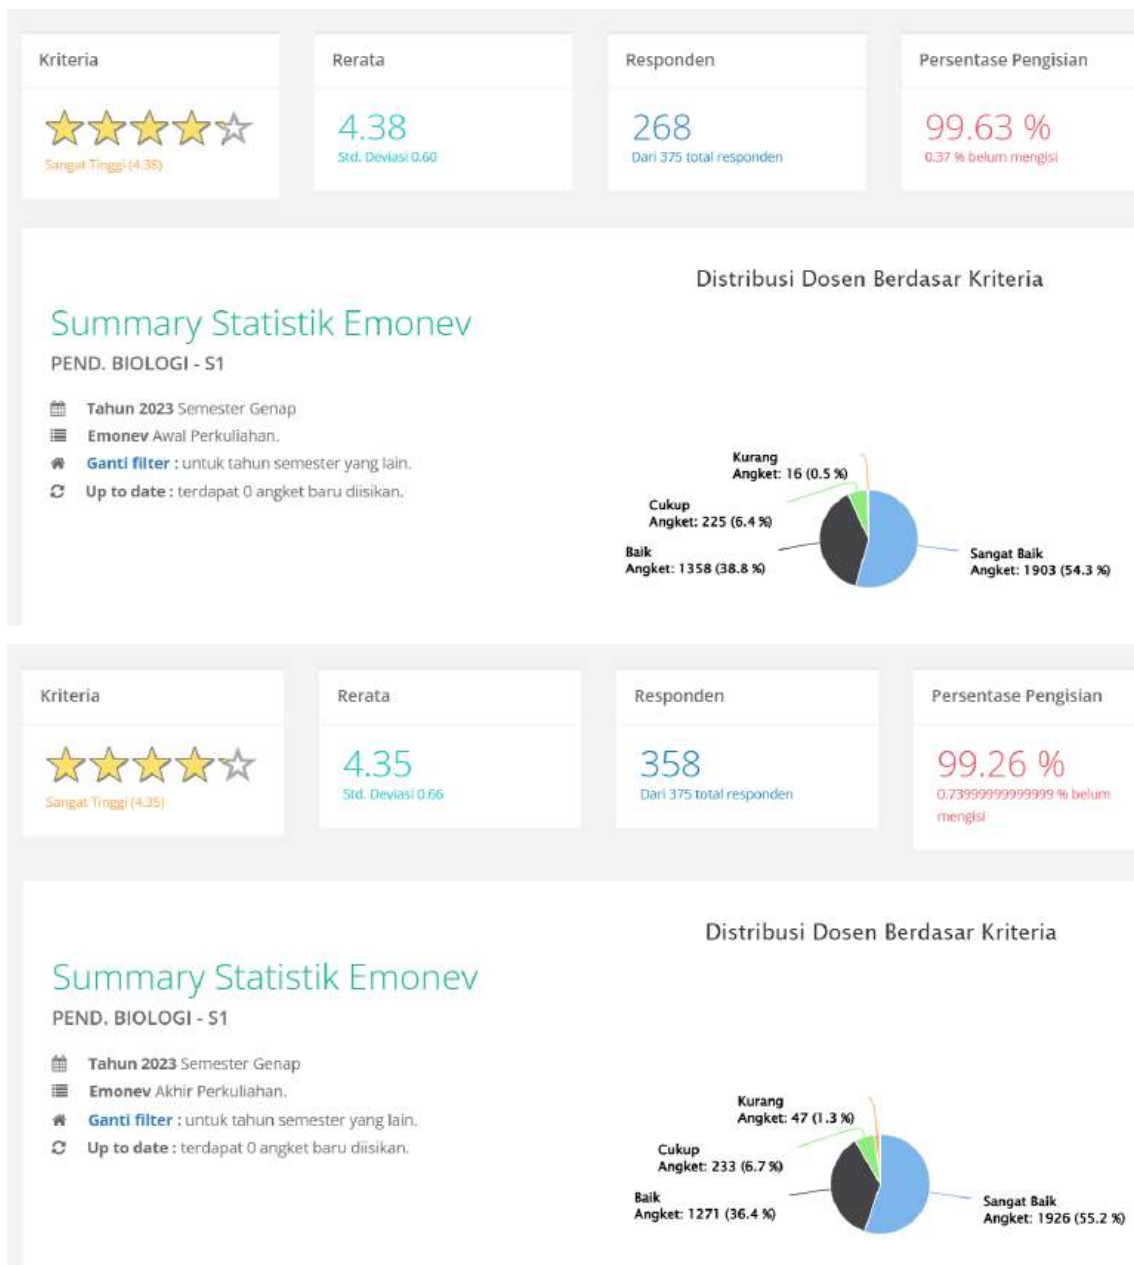 Kriteria
Rerata
Responden
Persentase Pengisian
Sangat Tinggi (4.38)
4.38
Std. Deviasi 0.60
268
Dari 375 total responden
99.63 %
0.37 % belum mengisi
Distribusi Dosen Berdasar Kriteria
Summary Statistik Emonev
PEND. BIOLOGI - S1
Tahun 2023 Semester Genap
Emonev Awal Perkuliahan.
Ganti filter : untuk tahun semester yang lain.
Up to date : terdapat 0 angket baru diisikan.
Kurang
Angket: 16 (0.5 %)
Cukup
Angket: 225 (6.4 %)
Baik
Angket: 1358 (38.8 %)
Sangat Baik
Angket: 1903 (54.3 %)
Kriteria
Rerata
Responden
Persentase Pengisian
Sangat Tinggi (4.35)
4.35
Std. Deviasi 0.66
358
Dari 375 total responden
99.26 %
0.73999999999999 % belum
mengisi
Distribusi Dosen Berdasar Kriteria
Summary Statistik Emonev
PEND. BIOLOGI - S1
Tahun 2023 Semester Genap
Emonev Akhir Perkuliahan.
Ganti filter : untuk tahun semester yang lain.
Up to date : terdapat 0 angket baru diisikan.
Kurang
Angket: 47 (1.3 %)
Cukup
Angket: 233 (6.7 %)
Baik
Angket: 1271 (36.4 %)
Sangat Baik
Angket: 1926 (55.2 %)